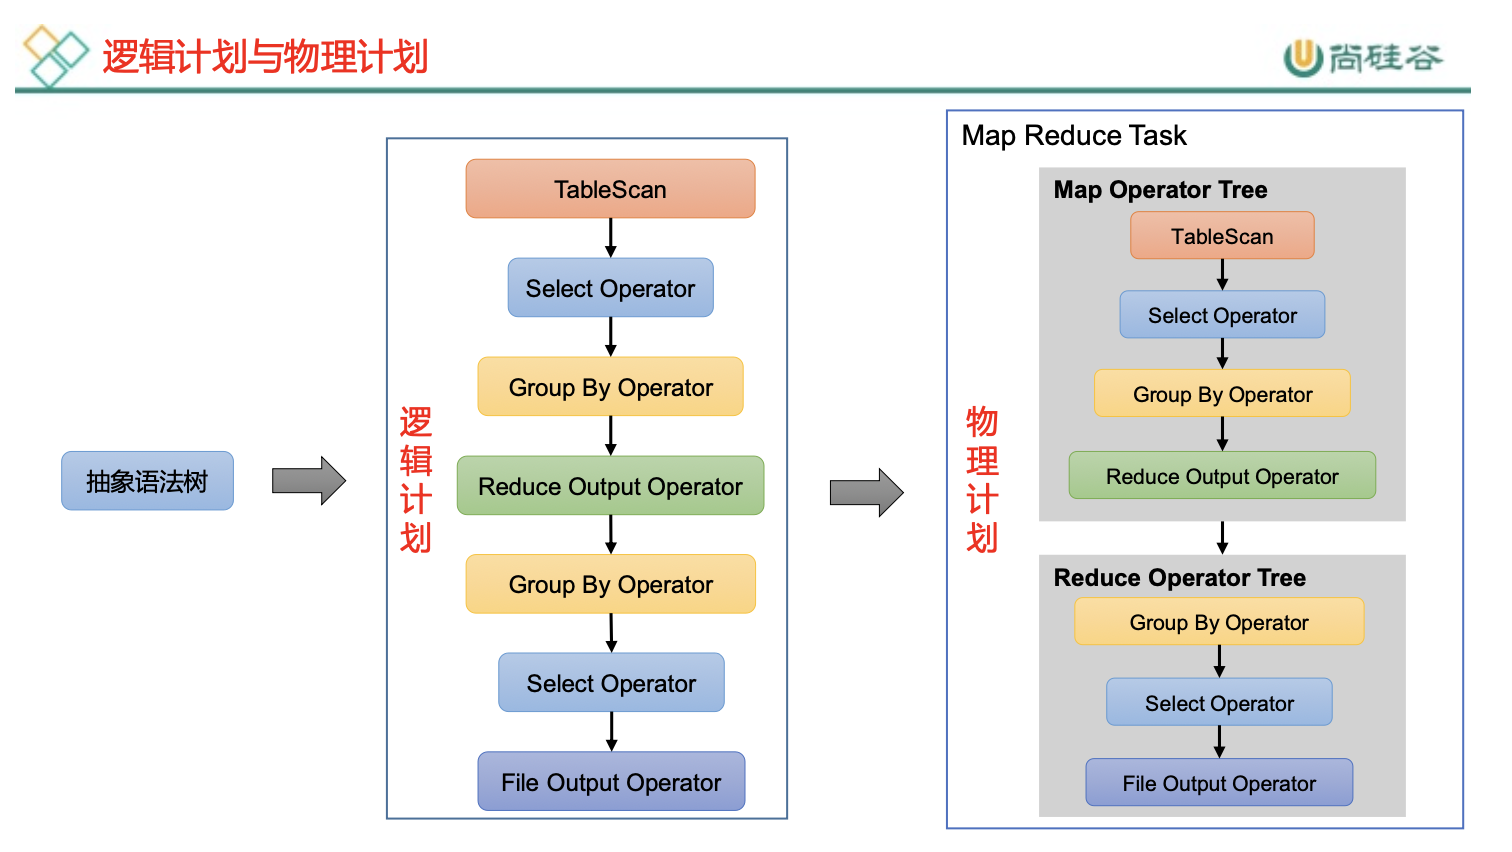 逻辑计划与物理计划
尚硅谷
抽象语法树
逻辑计划
TableScan
Select Operator
Group By Operator
Reduce Output Operator
Group By Operator
Select Operator
File Output Operator
物理计划
Map Reduce Task
Map Operator Tree
TableScan
Select Operator
Group By Operator
Reduce Output Operator
Reduce Operator Tree
Group By Operator
Select Operator
File Output Operator